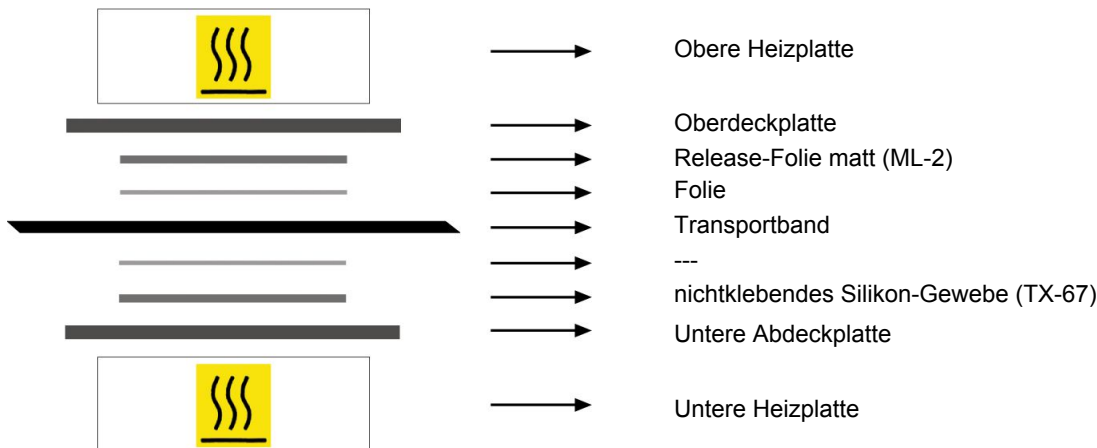 Obere Heizplatte
Oberdeckplatte
Release-Folie matt (ML-2)
Folie
Transportband
---
nichtklebendes Silikon-Gewebe (TX-67)
Untere Abdeckplatte
Untere Heizplatte